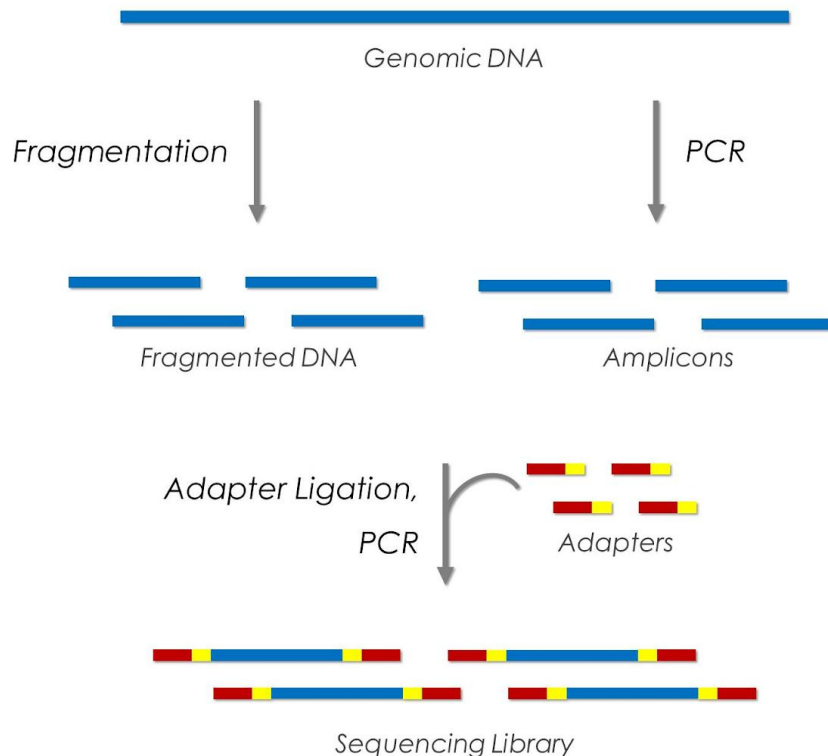 Genomic DNA
Fragmentation
PCR
Fragmented DNA
Amplicons
Adapter Ligation,
PCR
Adapters
Sequencing Library